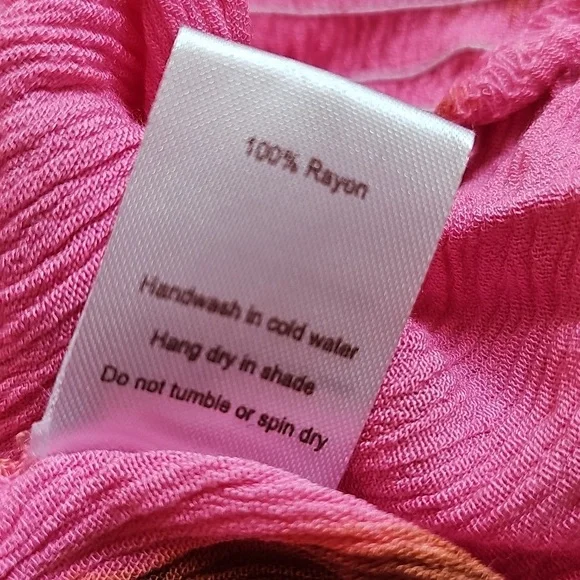 100% Rayon
Handwash in cold water
Hang dry in shade
Do not tumble or spin dry